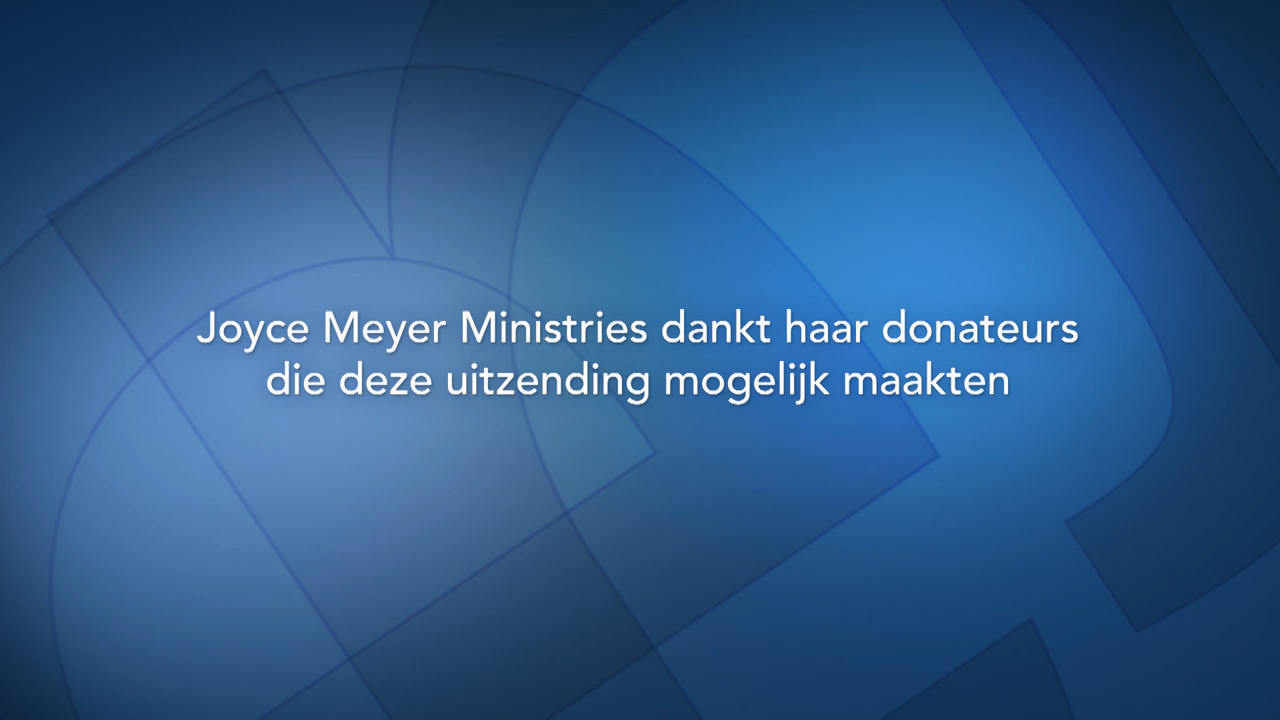 Joyce Meyer Ministries dankt haar donateurs
die deze uitzending mogelijk maakten